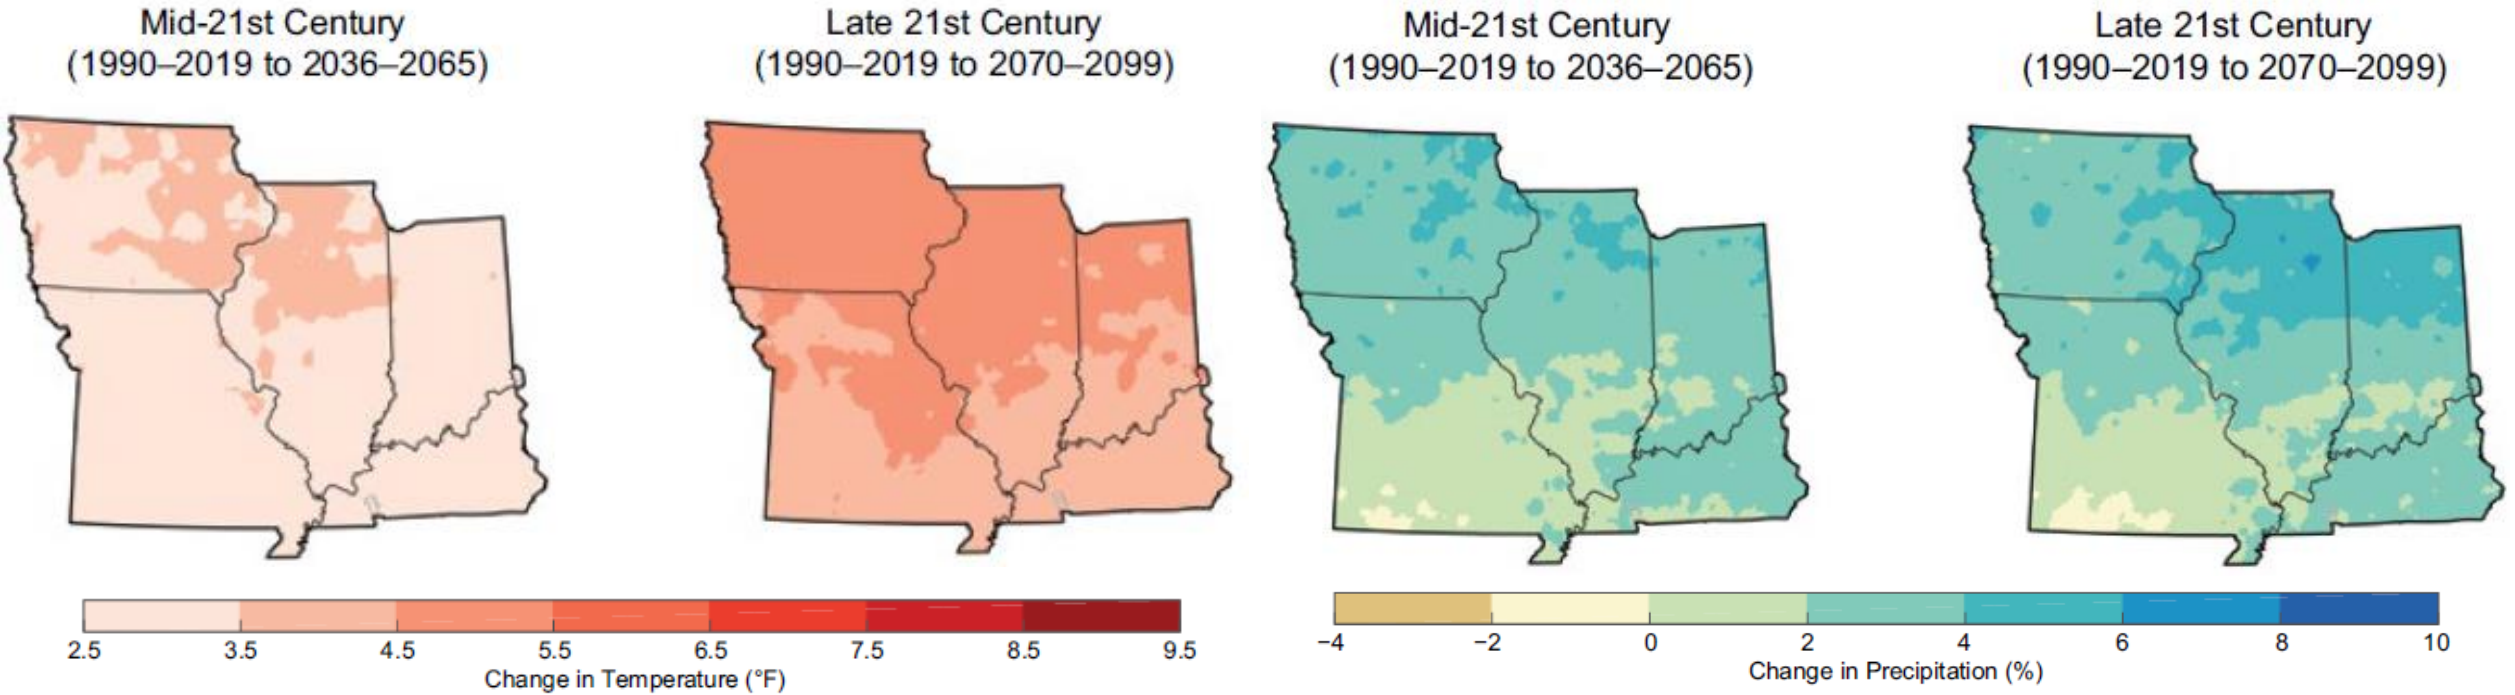 Mid-21st Century
(1990–2019 to 2036–2065)
Late 21st Century
(1990–2019 to 2070–2099)
Mid-21st Century
(1990–2019 to 2036–2065)
Late 21st Century
(1990–2019 to 2070–2099)
2.5 3.5 4.5 5.5 6.5 7.5 8.5 9.5
Change in Temperature (°F)
−4 −2 0 2 4 6 8 10
Change in Precipitation (%)